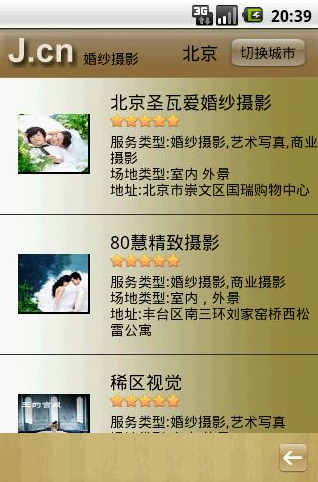 3G 20:39
J.cn 婚纱摄影 北京 切换城市
北京圣瓦爱婚纱摄影
服务类型:婚纱摄影,艺术写真,商业
摄影
场地类型:室内 外景
地址:北京市崇文区国瑞购物中心
80慧精致摄影
服务类型:婚纱摄影,商业摄影
场地类型:室内，外景
地址:丰台区南三环刘家窑桥西松
雷公寓
稀区视觉
王的宫殿
服务类型:婚纱摄影,艺术写真